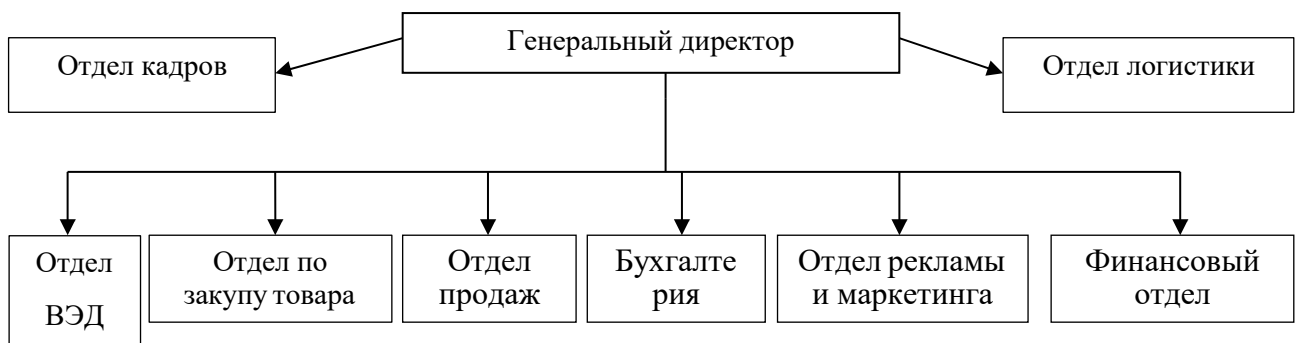 Генеральный директор
Отдел кадров
Отдел логистики
Отдел
ВЭД
Отдел по
закупу товара
Отдел
продаж
Бухгалте
рия
Отдел рекламы
и маркетинга
Финансовый
отдел